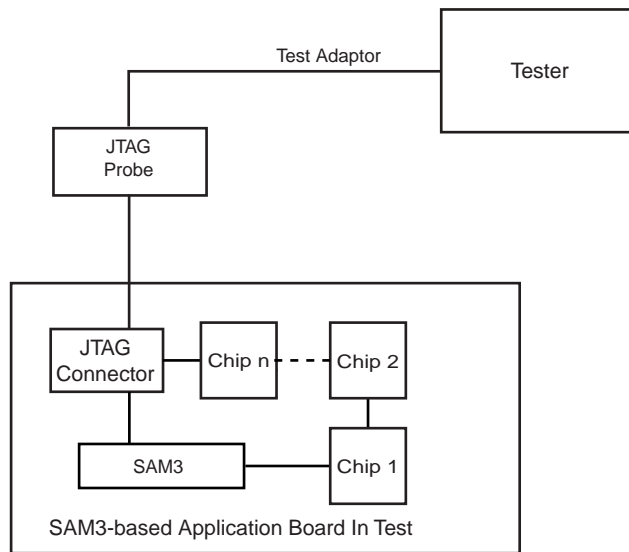 Test Adaptor
Tester
JTAG
Probe
JTAG
Connector
Chip n
Chip 2
SAM3
Chip 1
SAM3-based Application Board In Test